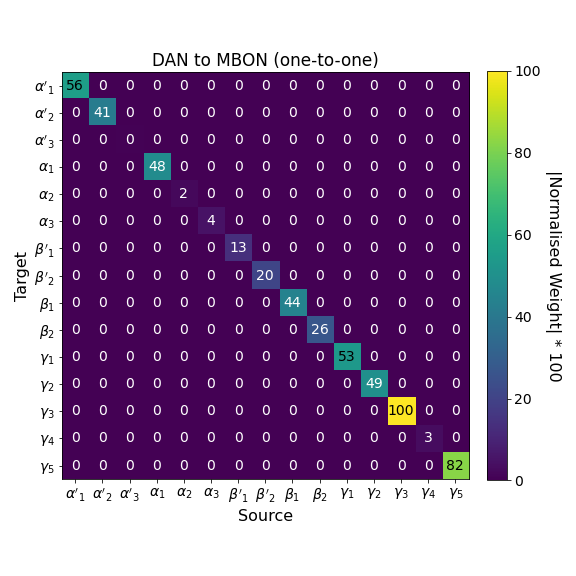 DAN to MBON (one-to-one)
α′₁ 56 0 0 0 0 0 0 0 0 0 0 0 0 0 0
α′₂ 0 41 0 0 0 0 0 0 0 0 0 0 0 0 0
α′₃ 0 0 0 0 0 0 0 0 0 0 0 0 0 0 0
α₁ 0 0 0 48 0 0 0 0 0 0 0 0 0 0 0
α₂ 0 0 0 0 2 0 0 0 0 0 0 0 0 0 0
α₃ 0 0 0 0 0 4 0 0 0 0 0 0 0 0 0
β′₁ 0 0 0 0 0 0 13 0 0 0 0 0 0 0 0
β′₂ 0 0 0 0 0 0 0 20 0 0 0 0 0 0 0
β₁ 0 0 0 0 0 0 0 0 44 0 0 0 0 0 0
β₂ 0 0 0 0 0 0 0 0 0 26 0 0 0 0 0
γ₁ 0 0 0 0 0 0 0 0 0 0 53 0 0 0 0
γ₂ 0 0 0 0 0 0 0 0 0 0 0 49 0 0 0
γ₃ 0 0 0 0 0 0 0 0 0 0 0 0 100 0 0
γ₄ 0 0 0 0 0 0 0 0 0 0 0 0 0 3 0
γ₅ 0 0 0 0 0 0 0 0 0 0 0 0 0 0 82
α′₁ α′₂ α′₃ α₁ α₂ α₃ β′₁ β′₂ β₁ β₂ γ₁ γ₂ γ₃ γ₄ γ₅
Source
Target
100
80
60
40
20
0
|Normalised Weight| * 100